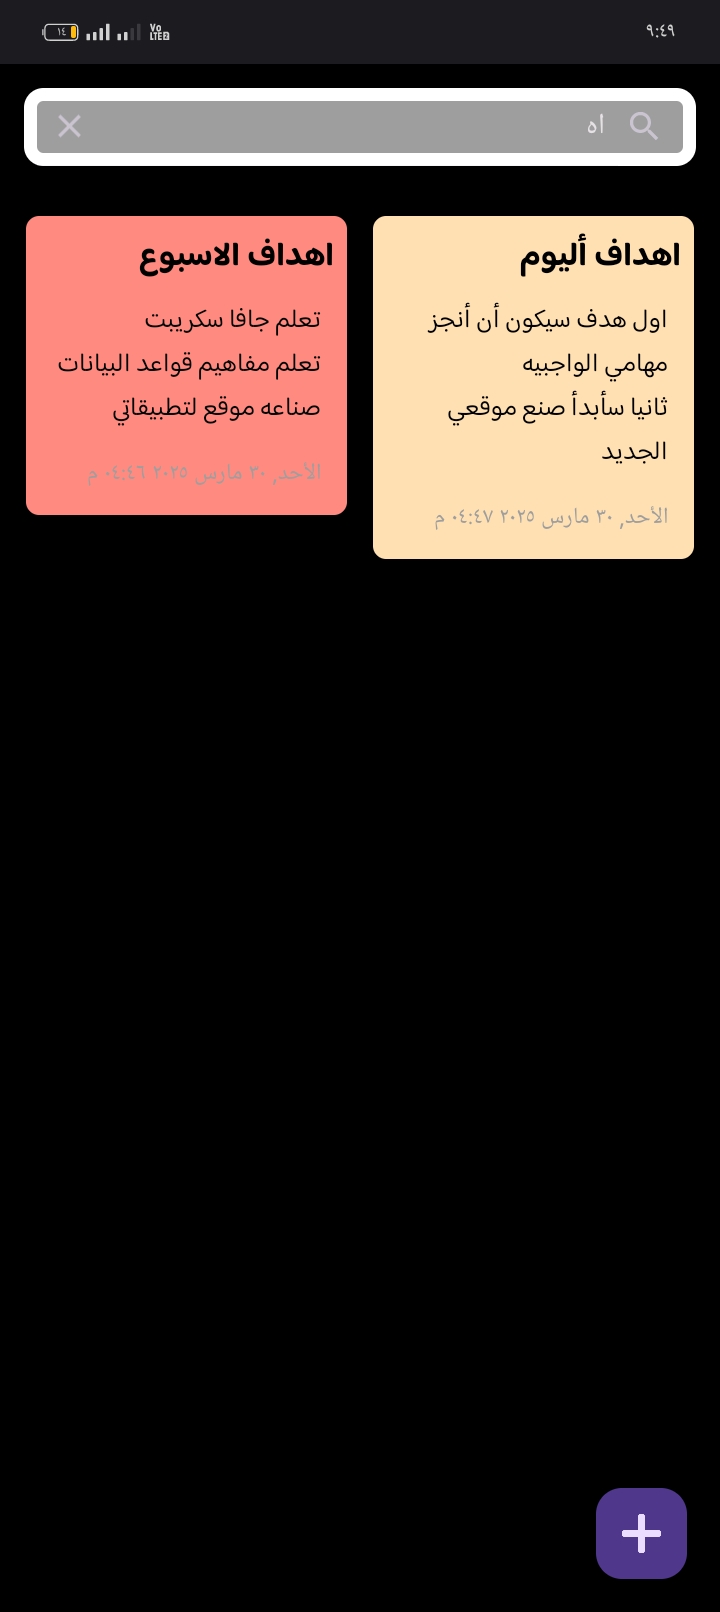 ١٤
Vo
LTE2
٩:٤٩
اه
اهداف أليوم
اول هدف سيكون أن أنجز
مهامي الواجبيه
ثانيا سأبدأ صنع موقعي
الجديد
الأحد, ٣٠ مارس ٢٠٢٥ ٠٤:٤٧ م
اهداف الاسبوع
تعلم جافا سكريبت
تعلم مفاهيم قواعد البيانات
صناعه موقع لتطبيقاتي
الأحد, ٣٠ مارس ٢٠٢٥ ٠٤:٤٦ م